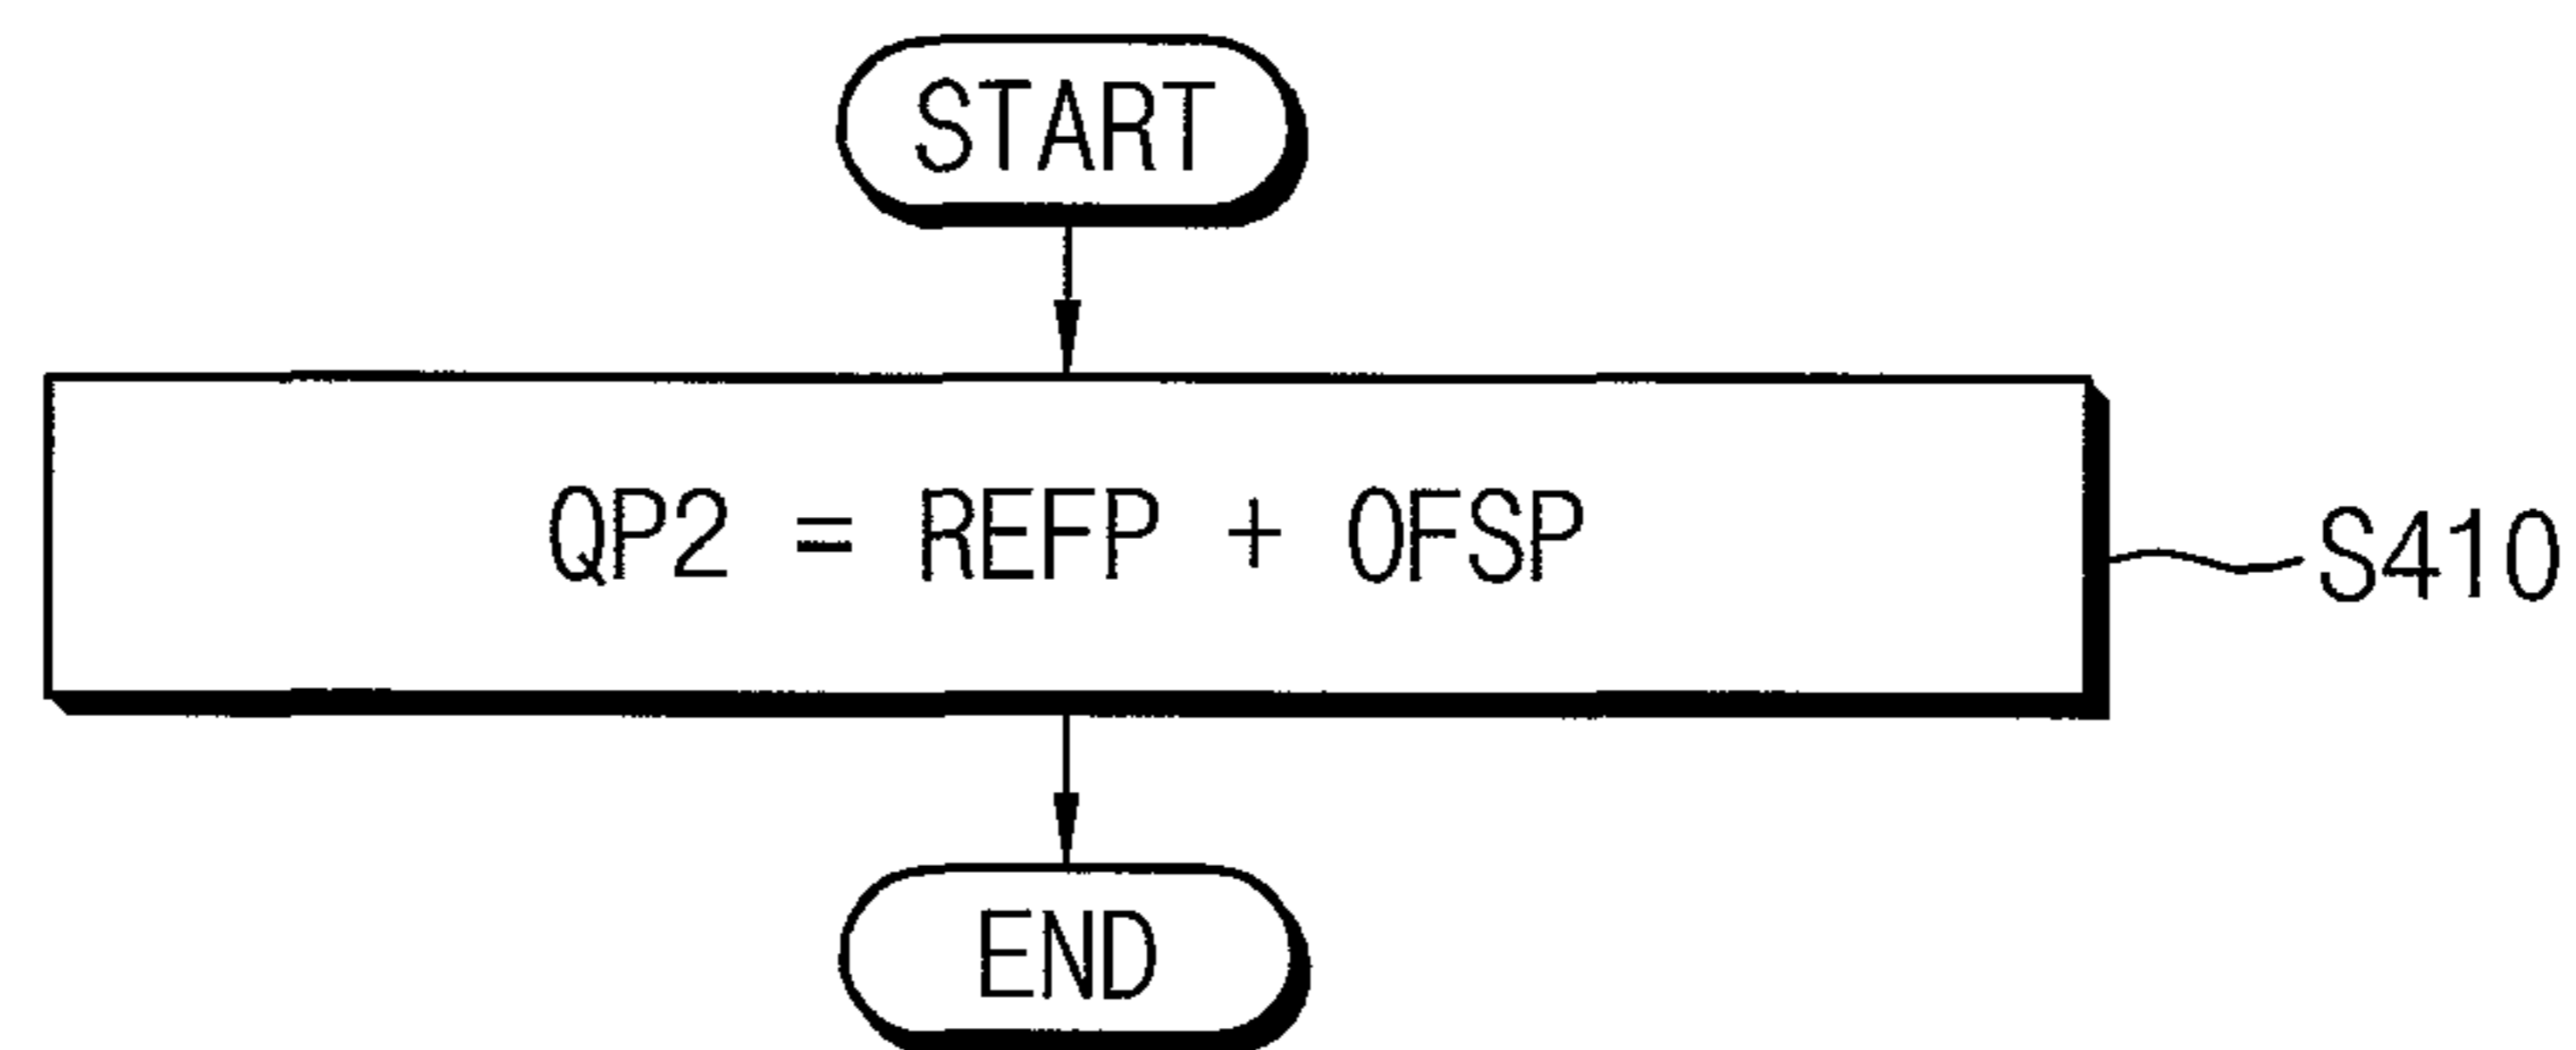 START
QP2 = REFP + OFSP
S410
END